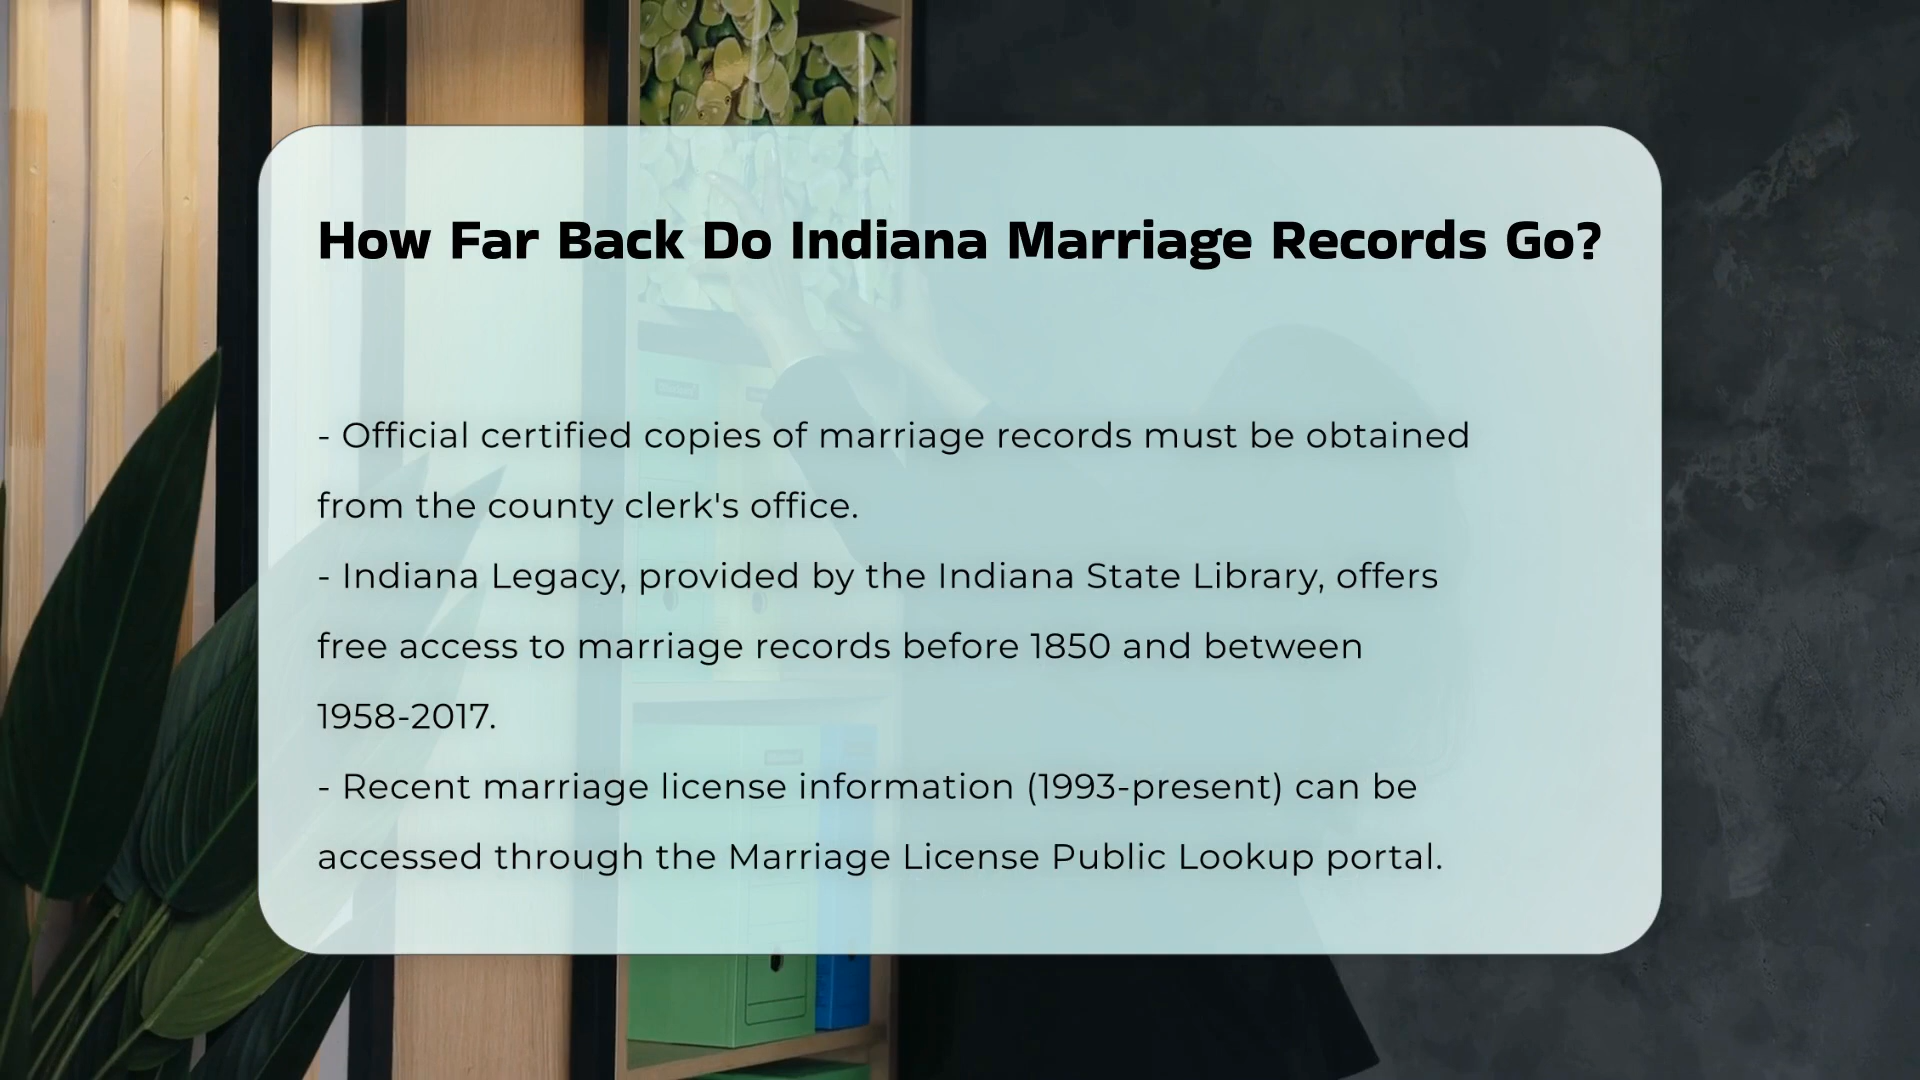 How Far Back Do Indiana Marriage Records Go?
- Official certified copies of marriage records must be obtained
from the county clerk's office.
- Indiana Legacy, provided by the Indiana State Library, offers
free access to marriage records before 1850 and between
1958-2017.
- Recent marriage license information (1993-present) can be
accessed through the Marriage License Public Lookup portal.